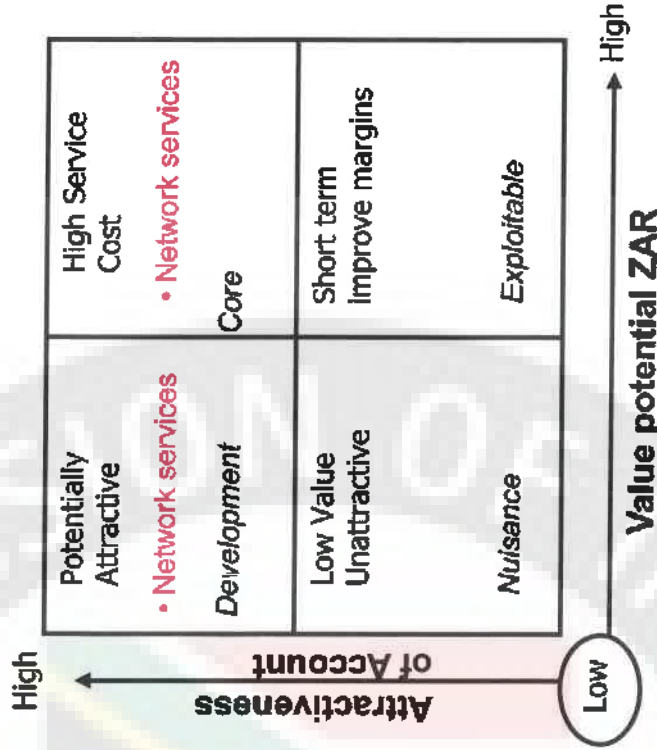 High
Attractiveness
of Account
Potentially
Attractive
• Network services
Development
High Service
Cost
• Network services
Core
Low Value
Unattractive
Nuisance
Short term
Improve margins
Exploitable
Low
High
Value potential ZAR